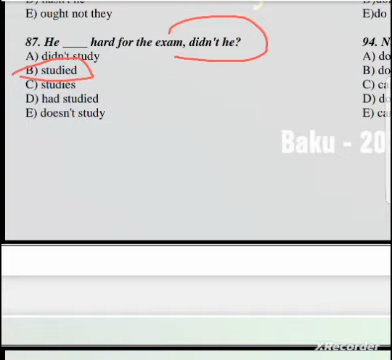 E) ought not they
E)do
87. He ____ hard for the exam, didn't he?
94. N
A) didn't study
A) do
B) studied
B) do
C) studies
C) ca
D) had studied
D) d
E) doesn't study
E) ca
Baku - 20
XRecorder